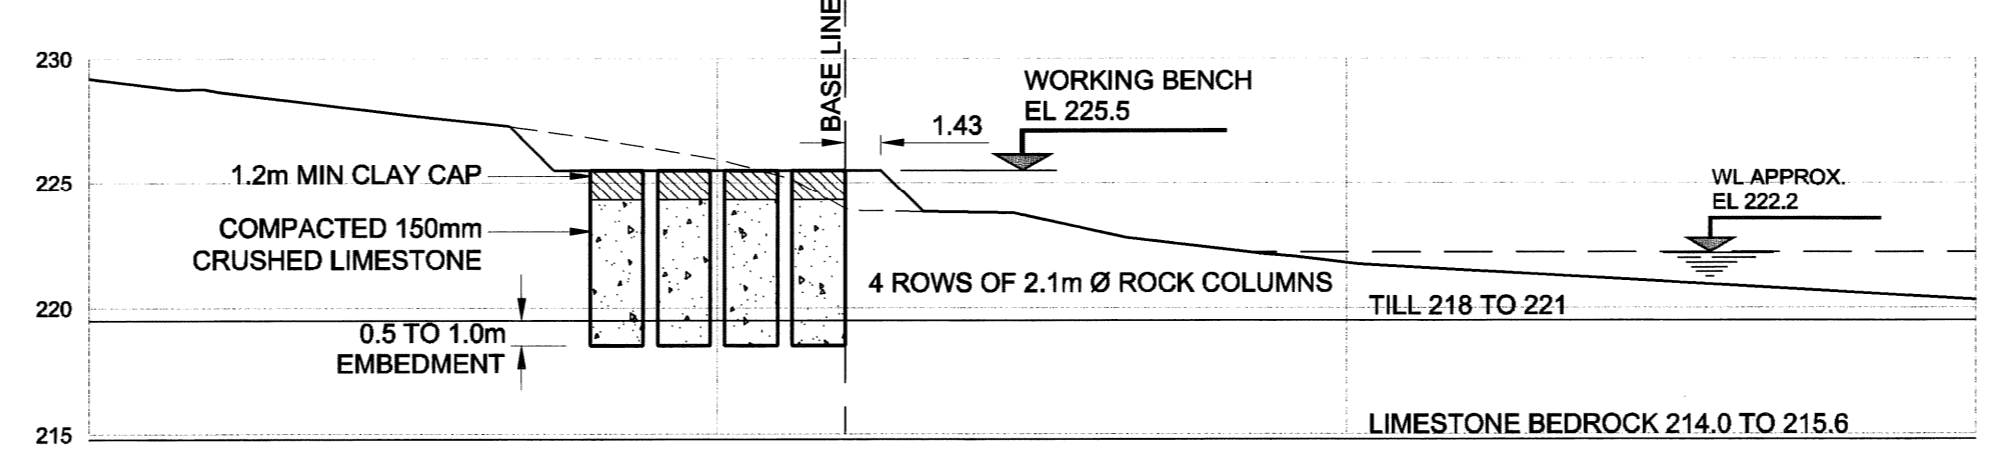 BASE LINE
230
WORKING BENCH
EL 225.5
1.43
1.2m MIN CLAY CAP
225
WL APPROX.
EL 222.2
COMPACTED 150mm
CRUSHED LIMESTONE
4 ROWS OF 2.1m Ø ROCK COLUMNS
220
TILL 218 TO 221
0.5 TO 1.0m
EMBEDMENT
LIMESTONE BEDROCK 214.0 TO 215.6
215